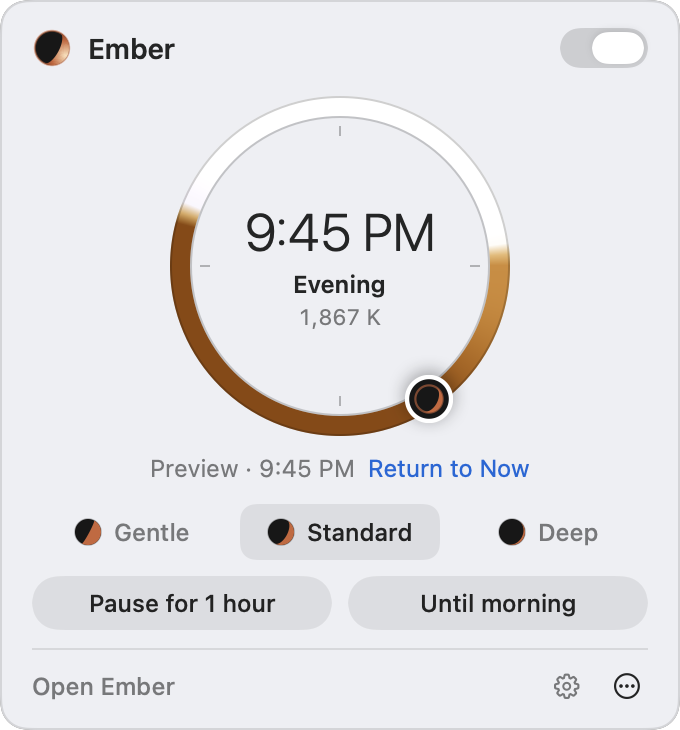 Ember
9:45 PM
Evening
1,867 K
Preview · 9:45 PM Return to Now
Gentle Standard Deep
Pause for 1 hour Until morning
Open Ember